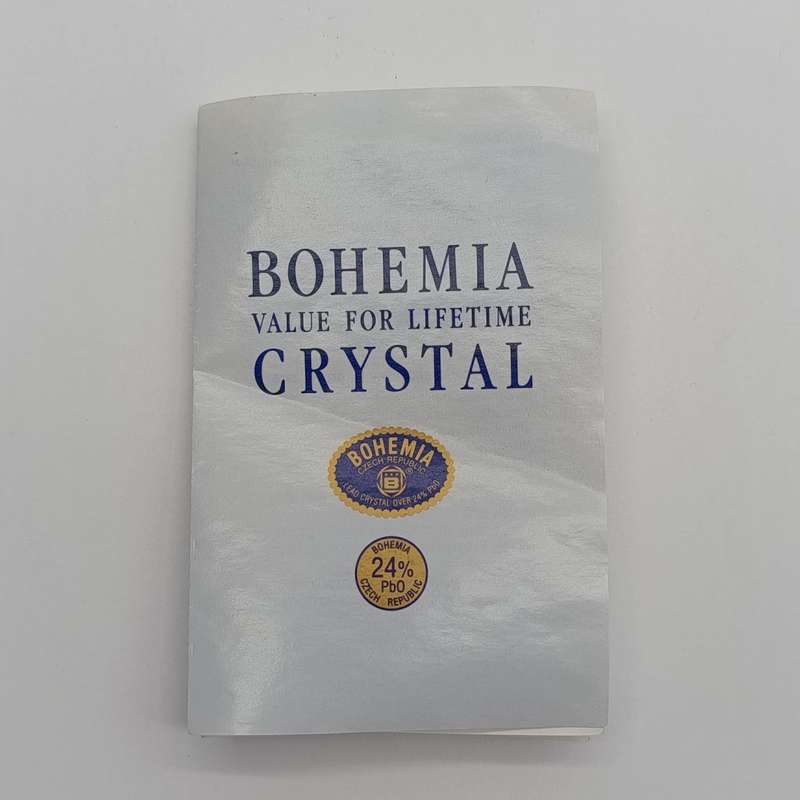 BOHEMIA
VALUE FOR LIFETIME
CRYSTAL
BOHEMIA
CZECH REPUBLIC
B ®
LEAD CRYSTAL OVER 24% PbO
BOHEMIA
24%
PbO
CZECH REPUBLIC